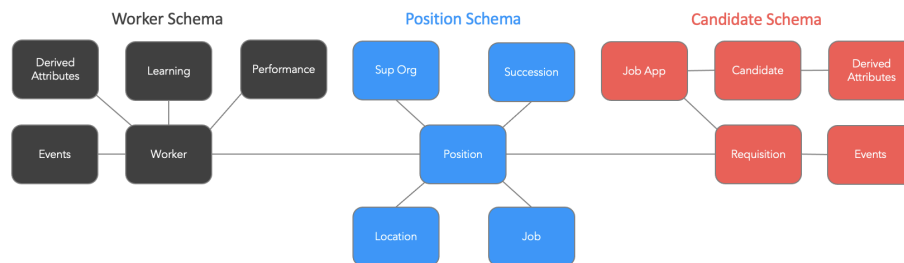 Worker Schema
Position Schema
Candidate Schema
Derived
Attributes
Learning
Performance
Sup Org
Succession
Job App
Candidate
Derived
Attributes
Events
Worker
Position
Requisition
Events
Location
Job